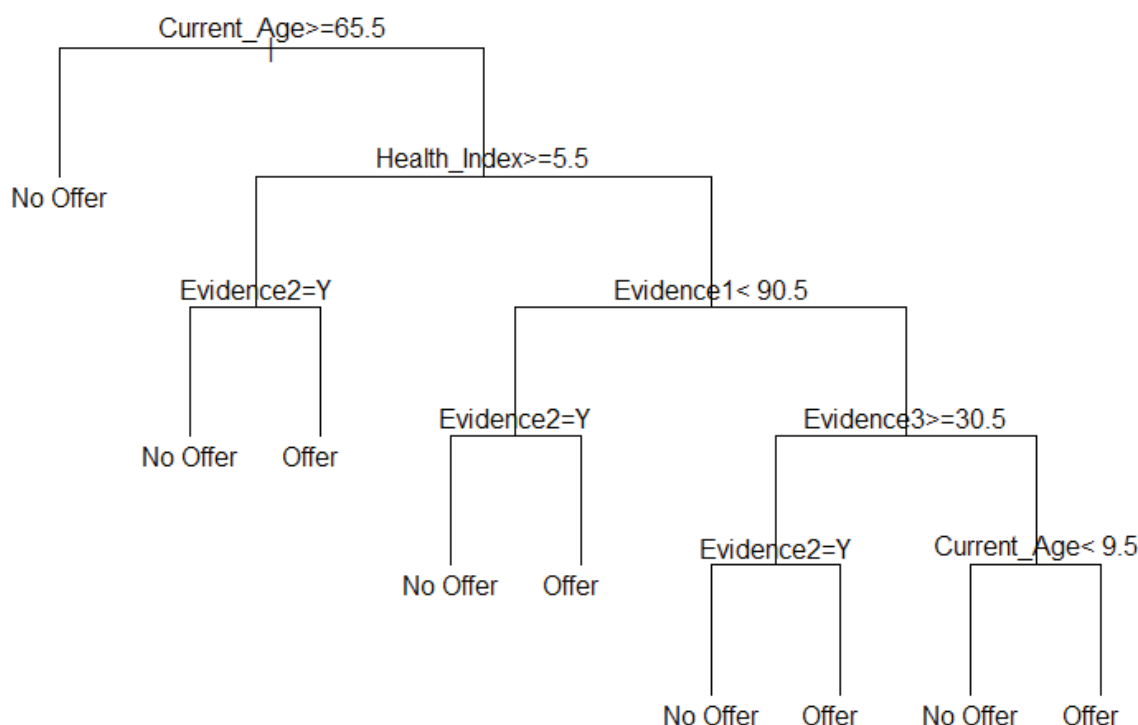 Current_Age>=65.5
Health_Index>=5.5
No Offer
Evidence2=Y
Evidence1< 90.5
Evidence2=Y
Evidence3>=30.5
No Offer
Offer
Evidence2=Y
Current_Age< 9.5
No Offer
Offer
No Offer
Offer
No Offer
Offer